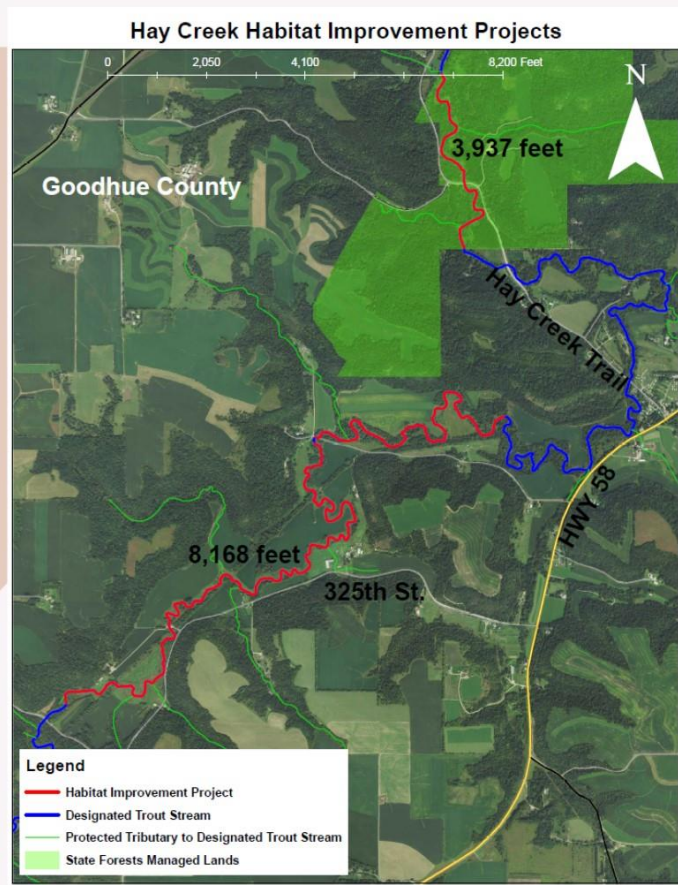 Hay Creek Habitat Improvement Projects
0 2,050 4,100 8,200 Feet
N
3,937 feet
Goodhue County
Hay Creek Trail
HWY 58
8,168 feet
325th St.
Legend
Habitat Improvement Project
Designated Trout Stream
Protected Tributary to Designated Trout Stream
State Forests Managed Lands